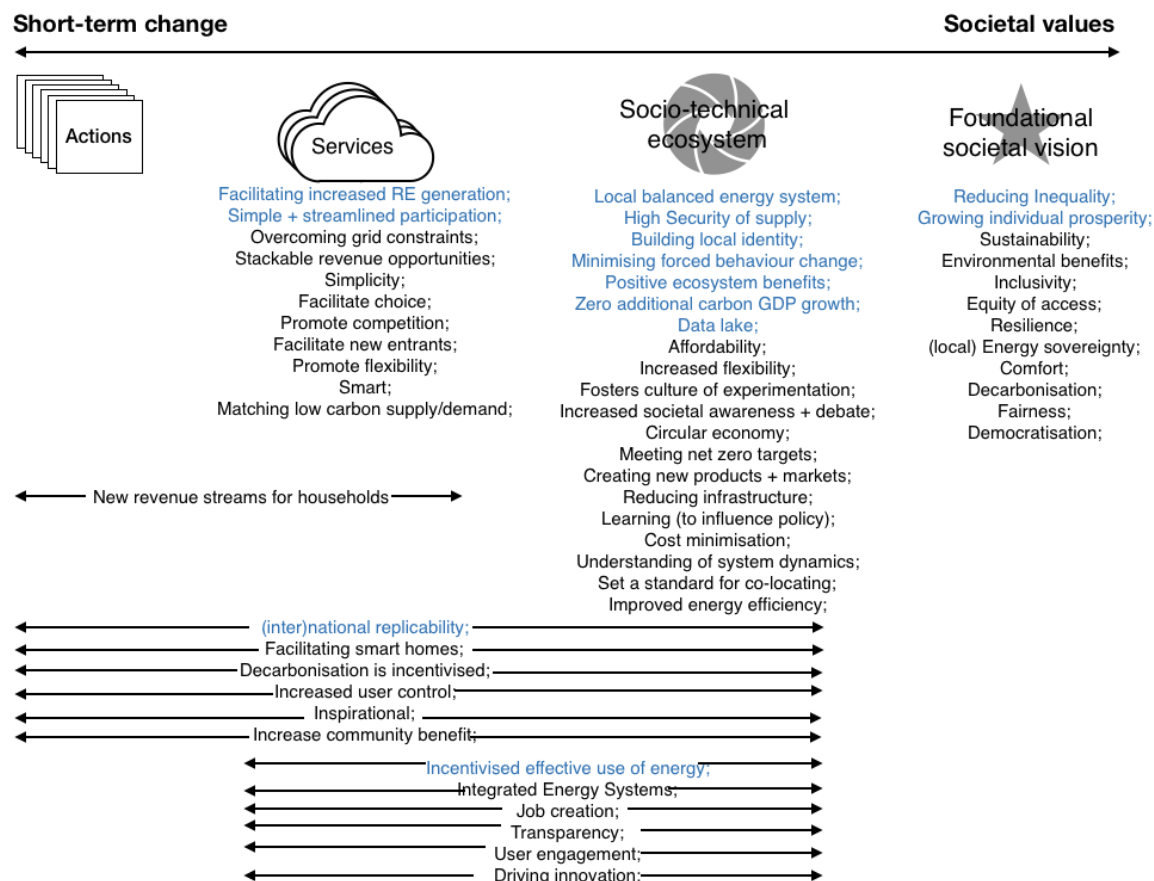 Short-term change
Societal values
Actions
Services
Socio-technical
ecosystem
Foundational
societal vision
Facilitating increased RE generation;
Simple + streamlined participation;
Overcoming grid constraints;
Stackable revenue opportunities;
Simplicity;
Facilitate choice;
Promote competition;
Facilitate new entrants;
Promote flexibility;
Smart;
Matching low carbon supply/demand;
Local balanced energy system;
High Security of supply;
Building local identity;
Minimising forced behaviour change;
Positive ecosystem benefits;
Zero additional carbon GDP growth;
Data lake;
Affordability;
Increased flexibility;
Fosters culture of experimentation;
Increased societal awareness + debate;
Circular economy;
Meeting net zero targets;
Creating new products + markets;
Reducing infrastructure;
Learning (to influence policy);
Cost minimisation;
Understanding of system dynamics;
Set a standard for co-locating;
Improved energy efficiency;
Reducing Inequality;
Growing individual prosperity;
Sustainability;
Environmental benefits;
Inclusivity;
Equity of access;
Resilience;
(local) Energy sovereignty;
Comfort;
Decarbonisation;
Fairness;
Democratisation;
New revenue streams for households
(inter)national replicability;
Facilitating smart homes;
Decarbonisation is incentivised;
Increased user control;
Inspirational;
Increase community benefit;
Incentivised effective use of energy;
Integrated Energy Systems;
Job creation;
Transparency;
User engagement;
Driving innovation;